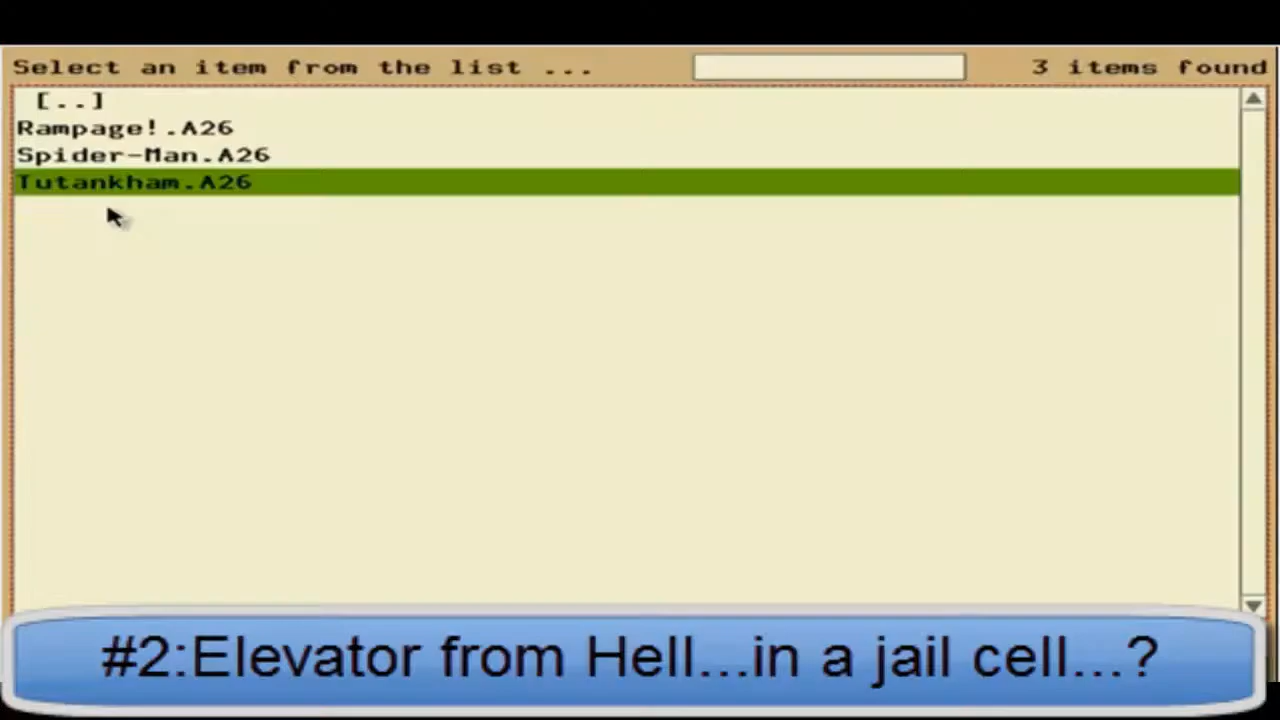 Select an item from the list ... 3 items found
[..]
Rampage!.A26
Spider-Man.A26
Tutankham.A26
#2:Elevator from Hell...in a jail cell...?